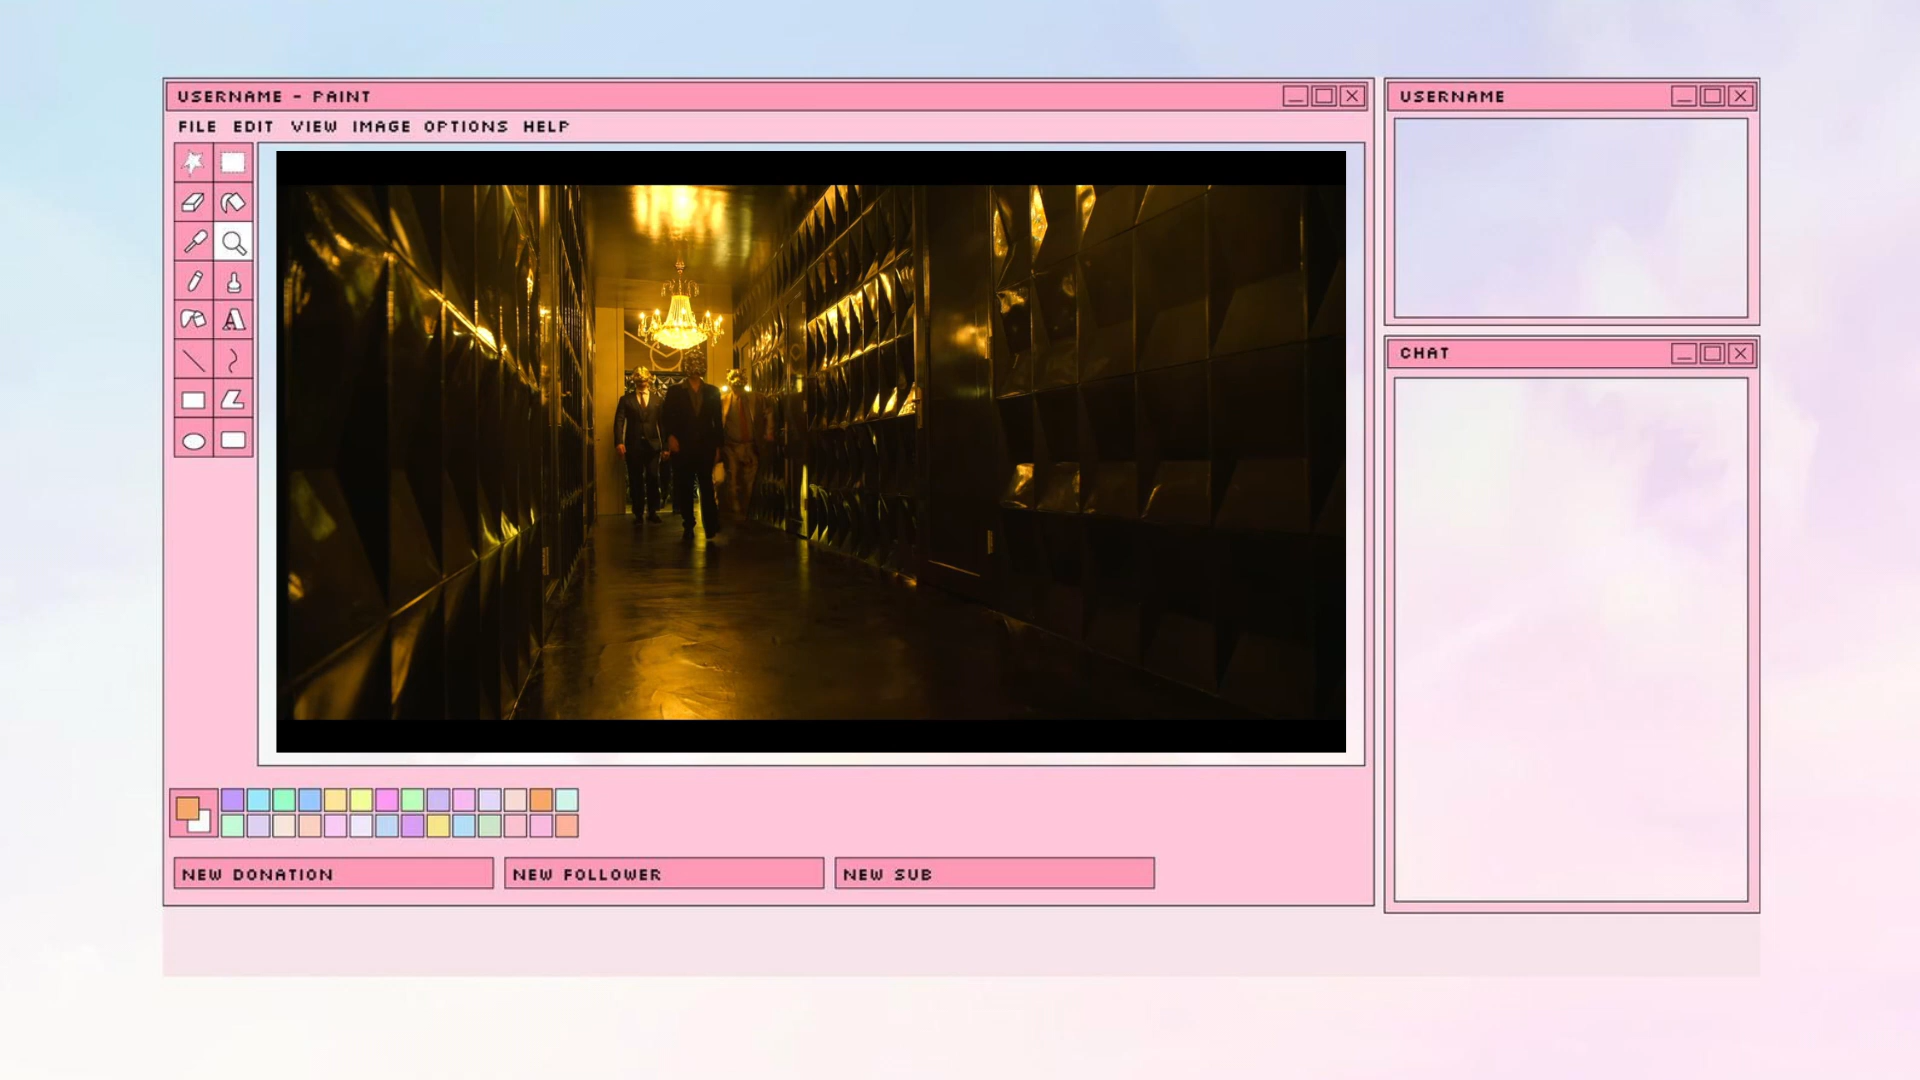 USERNAME - PAINT
FILE EDIT VIEW IMAGE OPTIONS HELP
A
NEW DONATION
NEW FOLLOWER
NEW SUB
USERNAME
CHAT